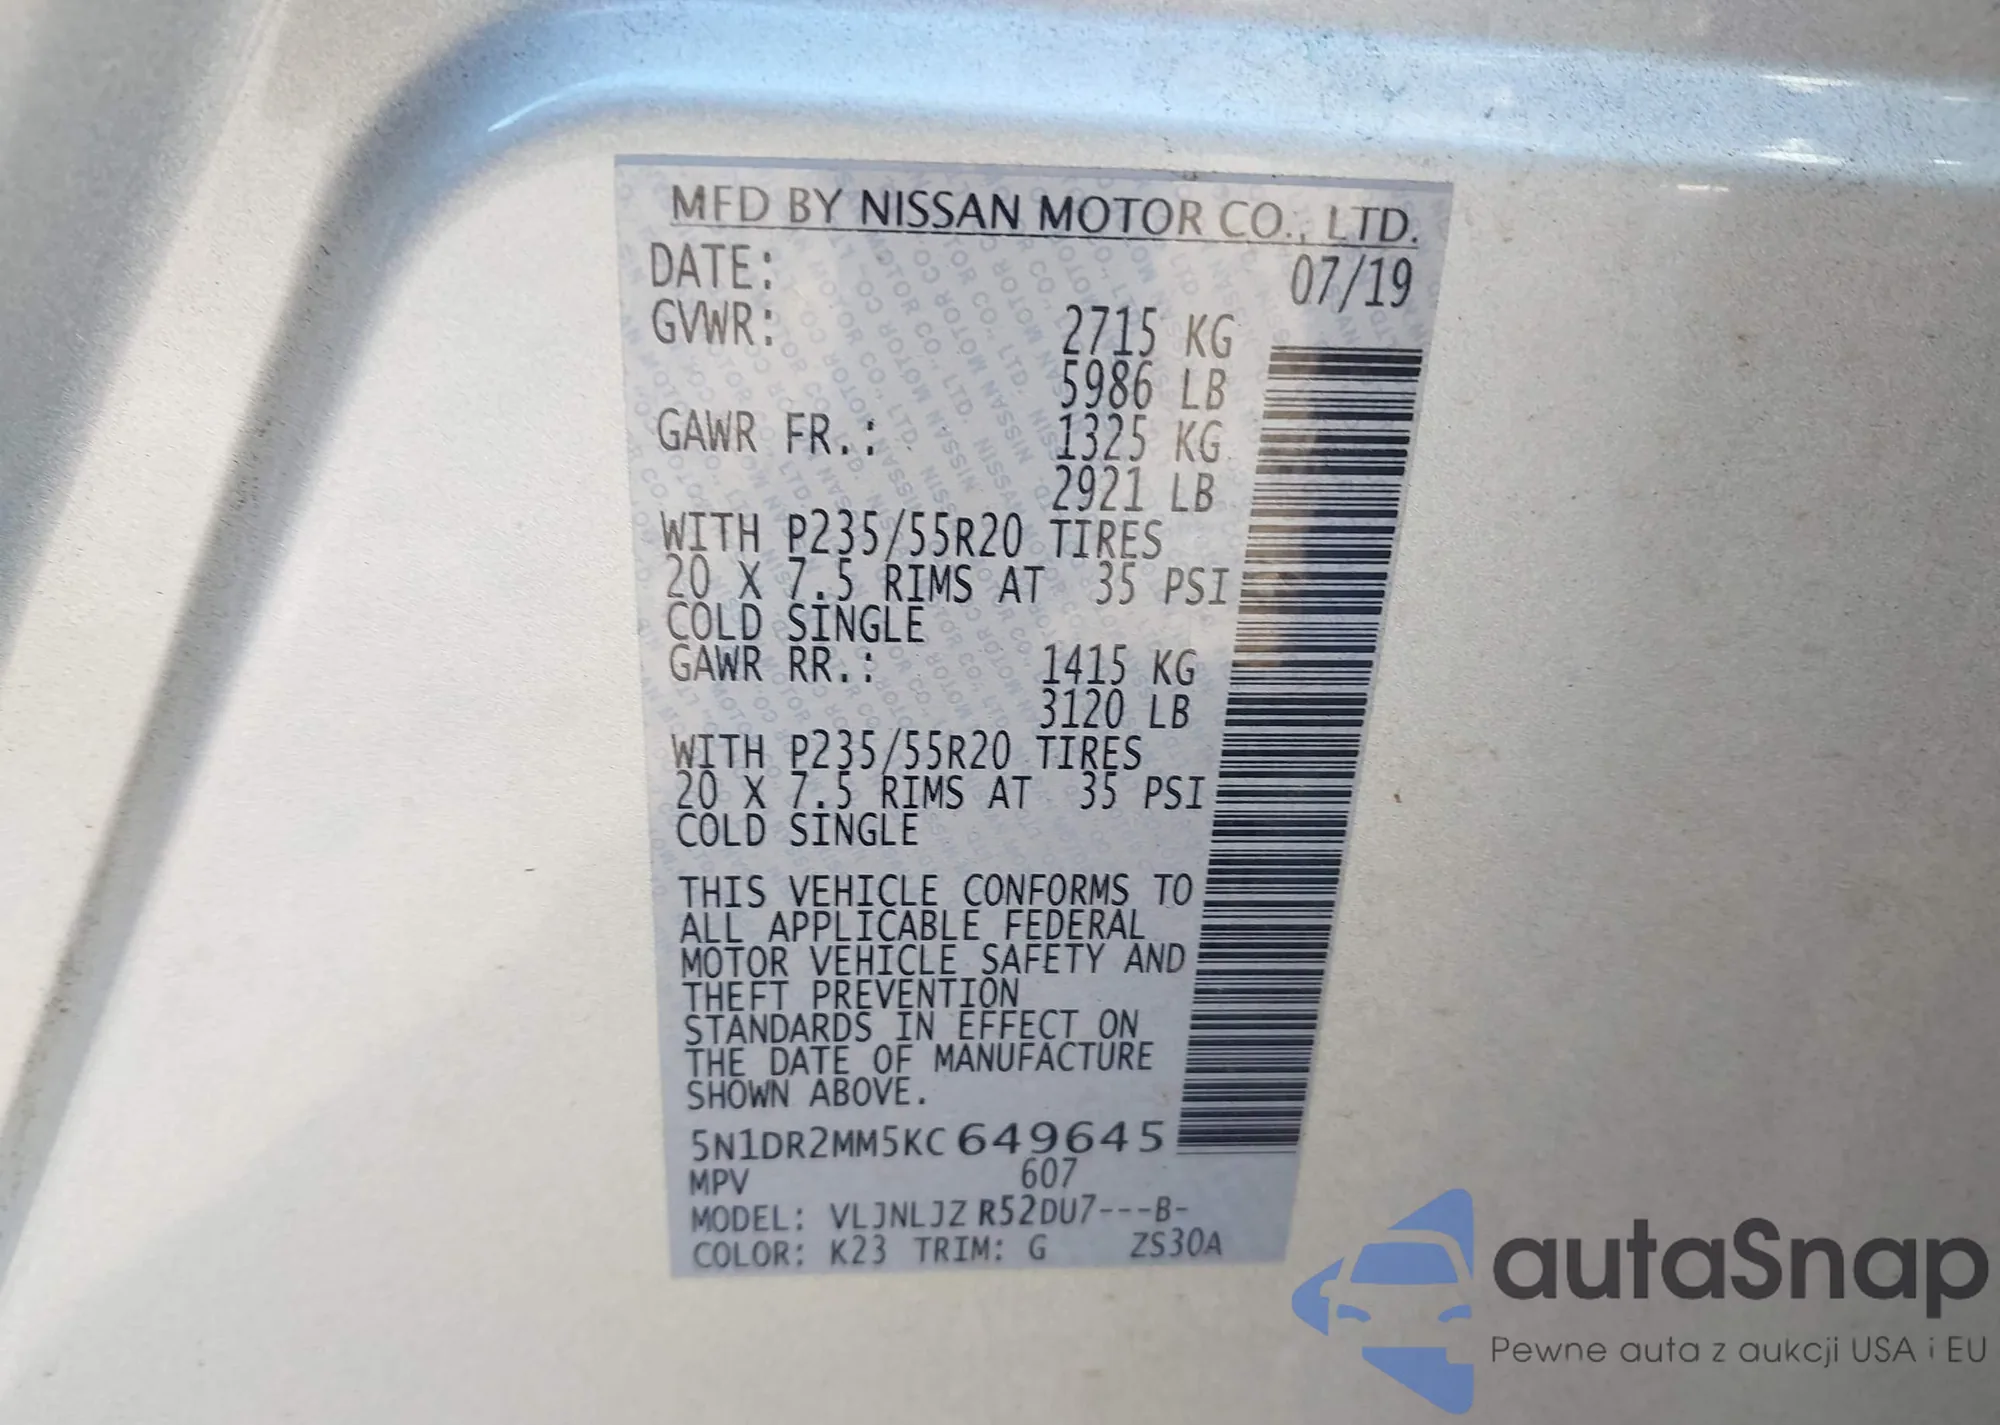 MFD BY NISSAN MOTOR CO., LTD.
DATE: 07/19
GVWR: 2715 KG
5986 LB
GAWR FR.: 1325 KG
2921 LB
WITH P235/55R20 TIRES
20 X 7.5 RIMS AT 35 PSI
COLD SINGLE
GAWR RR.: 1415 KG
3120 LB
WITH P235/55R20 TIRES
20 X 7.5 RIMS AT 35 PSI
COLD SINGLE
THIS VEHICLE CONFORMS TO
ALL APPLICABLE FEDERAL
MOTOR VEHICLE SAFETY AND
THEFT PREVENTION
STANDARDS IN EFFECT ON
THE DATE OF MANUFACTURE
SHOWN ABOVE.
5N1DR2MM5KC649645
MPV 607
MODEL: VLJNLJZ R52DU7---B-
COLOR: K23 TRIM: G ZS30A
autaSnap
Pewne auta z aukcji USA i EU